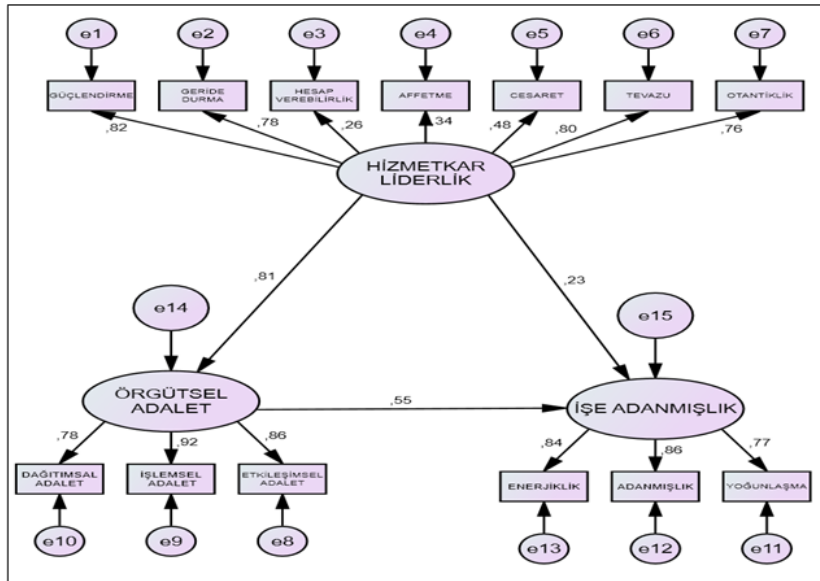 e1
e2
e3
e4
e5
e6
e7
GÜÇLENDİRME
GERİDE
DURMA
HESAP
VEREBİLİRLİK
AFFETME
CESARET
TEVAZU
OTANTİKLİK
,82
,78
,26
,34
,48
,80
,76
HİZMETKAR
LİDERLİK
,81
,23
e14
e15
ÖRGÜTSEL
ADALET
,55
İŞE ADANMIŞLIK
,78
,92
,86
,84
,86
,77
DAĞITIMSAL
ADALET
İŞLEMSEL
ADALET
ETKİLEŞİMSEL
ADALET
ENERJİKLİK
ADANMIŞLIK
YOĞUNLAŞMA
e10
e9
e8
e13
e12
e11